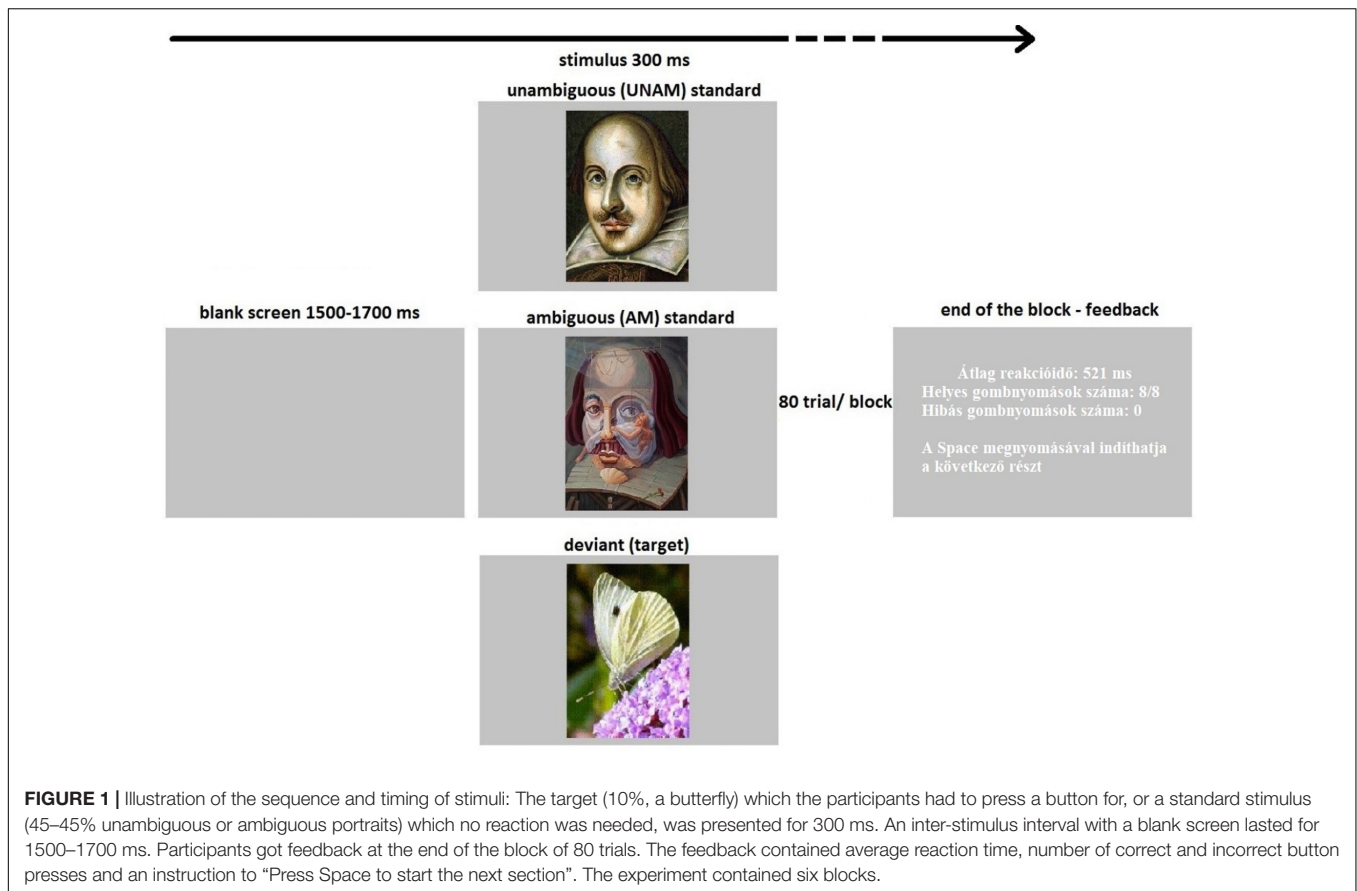 stimulus 300 ms
unambiguous (UNAM) standard
blank screen 1500-1700 ms
ambiguous (AM) standard
end of the block - feedback
80 trial/ block
Átlag reakcióidő: 521 ms
Helyes gombnyomások száma: 8/8
Hibás gombnyomások száma: 0
A Space megnyomásával indíthatja
a következő részt
deviant (target)
FIGURE 1 | Illustration of the sequence and timing of stimuli: The target (10%, a butterfly) which the participants had to press a button for, or a standard stimulus
(45–45% unambiguous or ambiguous portraits) which no reaction was needed, was presented for 300 ms. An inter-stimulus interval with a blank screen lasted for
1500–1700 ms. Participants got feedback at the end of the block of 80 trials. The feedback contained average reaction time, number of correct and incorrect button
presses and an instruction to “Press Space to start the next section”. The experiment contained six blocks.